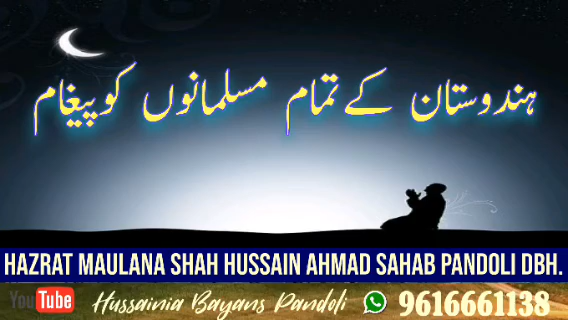 ہندوستان کے تمام مسلمانوں کو پیغام
HAZRAT MAULANA SHAH HUSSAIN AHMAD SAHAB PANDOLI DBH.
YouTube Hussainia Bayans Pandoli 9616661138